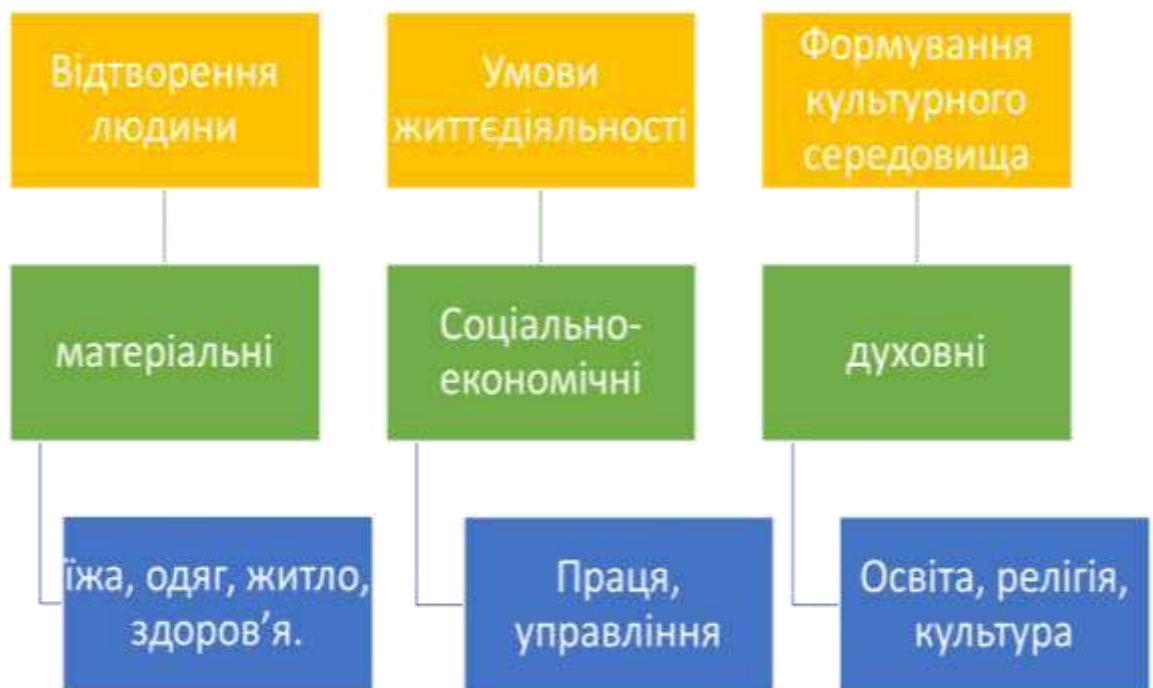 Відтворення
людини
Умови
життєдіяльності
Формування
культурного
середовища
матеріальні
Соціально-
економічні
духовні
їжа, одяг, житло,
здоров’я.
Праця,
управління
Освіта, релігія,
культура